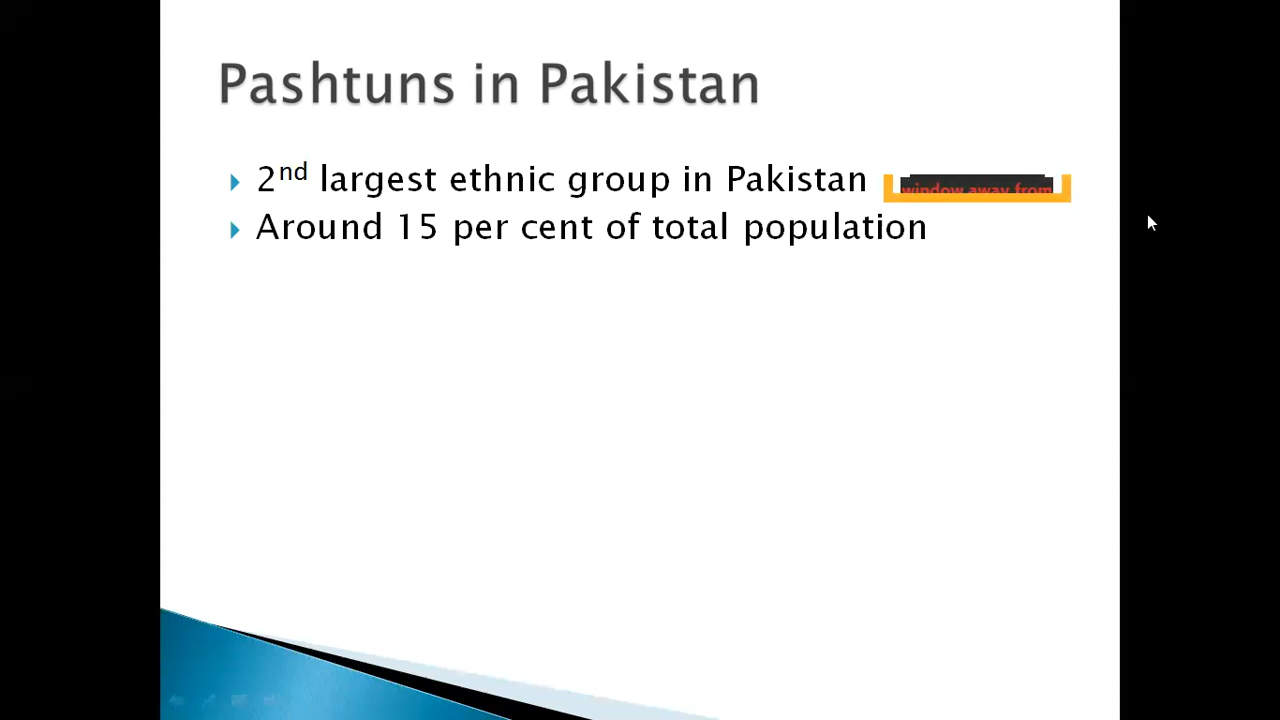 Pashtuns in Pakistan
2nd largest ethnic group in Pakistan
window away from
Around 15 per cent of total population